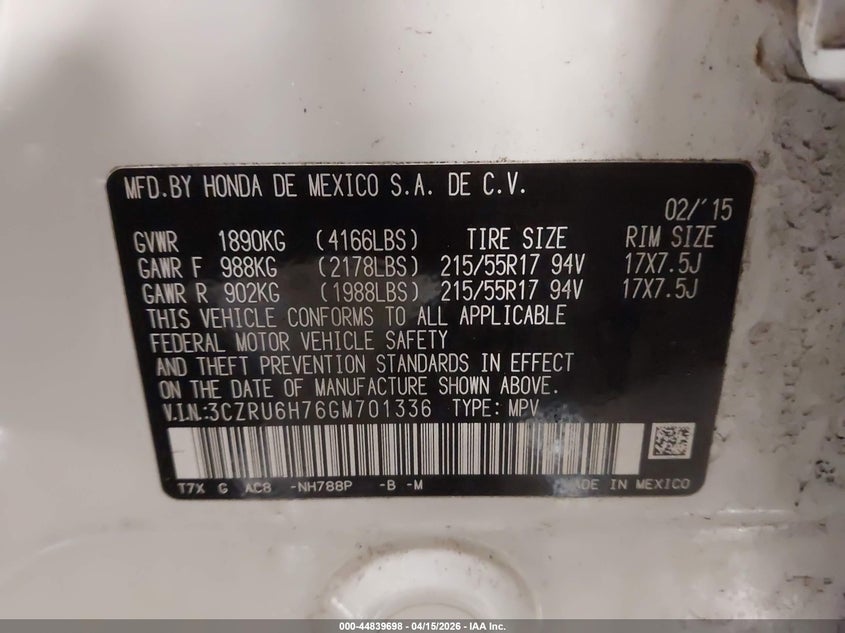 MFD.BY HONDA DE MEXICO S.A. DE C.V.
02/'15
GVWR 1890KG (4166LBS) TIRE SIZE RIM SIZE
GAWR F 988KG (2178LBS) 215/55R17 94V 17X7.5J
GAWR R 902KG (1988LBS) 215/55R17 94V 17X7.5J
THIS VEHICLE CONFORMS TO ALL APPLICABLE
FEDERAL MOTOR VEHICLE SAFETY
AND THEFT PREVENTION STANDARDS IN EFFECT
ON THE DATE OF MANUFACTURE SHOWN ABOVE.
V.I.N.:3CZRU6H76GM701336 TYPE: MPV
T7X G AC8 -NH788P -B -M MADE IN MEXICO
000-44839698 - 04/15/2026 - IAA Inc.